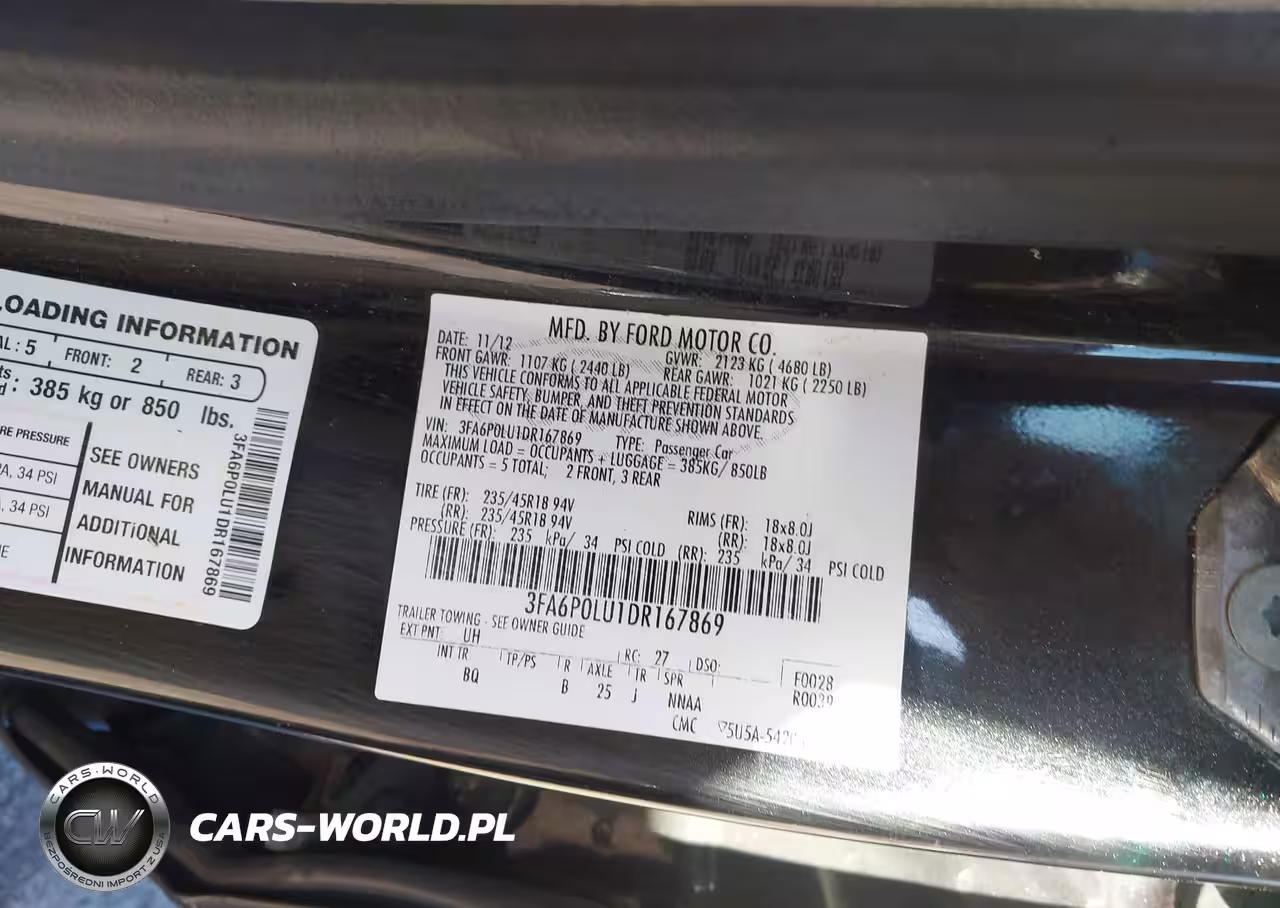 LOADING INFORMATION
AL: 5 FRONT: 2 REAR: 3
385 kg or 850 lbs.
RE PRESSURE
A, 34 PSI
, 34 PSI
SEE OWNERS
MANUAL FOR
ADDITIONAL
INFORMATION
3FA6P0LU1DR167869
MFD. BY FORD MOTOR CO.
DATE: 11/12 GVWR: 2123 KG ( 4680 LB)
FRONT GAWR: 1107 KG ( 2440 LB) REAR GAWR: 1021 KG ( 2250 LB)
THIS VEHICLE CONFORMS TO ALL APPLICABLE FEDERAL MOTOR
VEHICLE SAFETY, BUMPER, AND THEFT PREVENTION STANDARDS
IN EFFECT ON THE DATE OF MANUFACTURE SHOWN ABOVE.
VIN: 3FA6P0LU1DR167869 TYPE: Passenger Car
MAXIMUM LOAD = OCCUPANTS + LUGGAGE = 385KG/ 850LB
OCCUPANTS = 5 TOTAL; 2 FRONT, 3 REAR
TIRE (FR): 235/45R18 94V RIMS (FR): 18x8.0J
(RR): 235/45R18 94V (RR): 18x8.0J
PRESSURE (FR): 235 kPa/ 34 PSI COLD (RR): 235 kPa/ 34 PSI COLD
3FA6P0LU1DR167869
TRAILER TOWING - SEE OWNER GUIDE
EXT PNT: UH RC: 27 DSO: F0028
INT TR TP/PS R AXLE TR SPR R0039
BQ B 25 J NNAA
CMC 5U5A-5420
CARS-WORLD
CW
BEZPOŚREDNI IMPORT Z USA
CARS-WORLD.PL